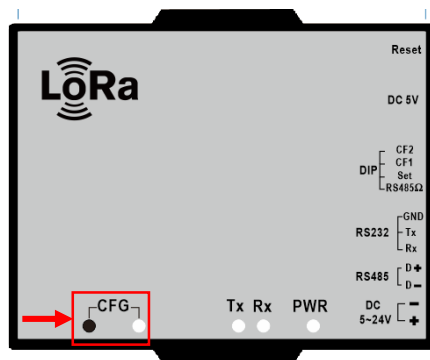 Reset
LoRa
DC 5V
CF2
CF1
DIP
Set
RS485Ω
GND
RS232
Tx
Rx
RS485
D+
D−
CFG
Tx Rx PWR
DC
5~24V
−
+